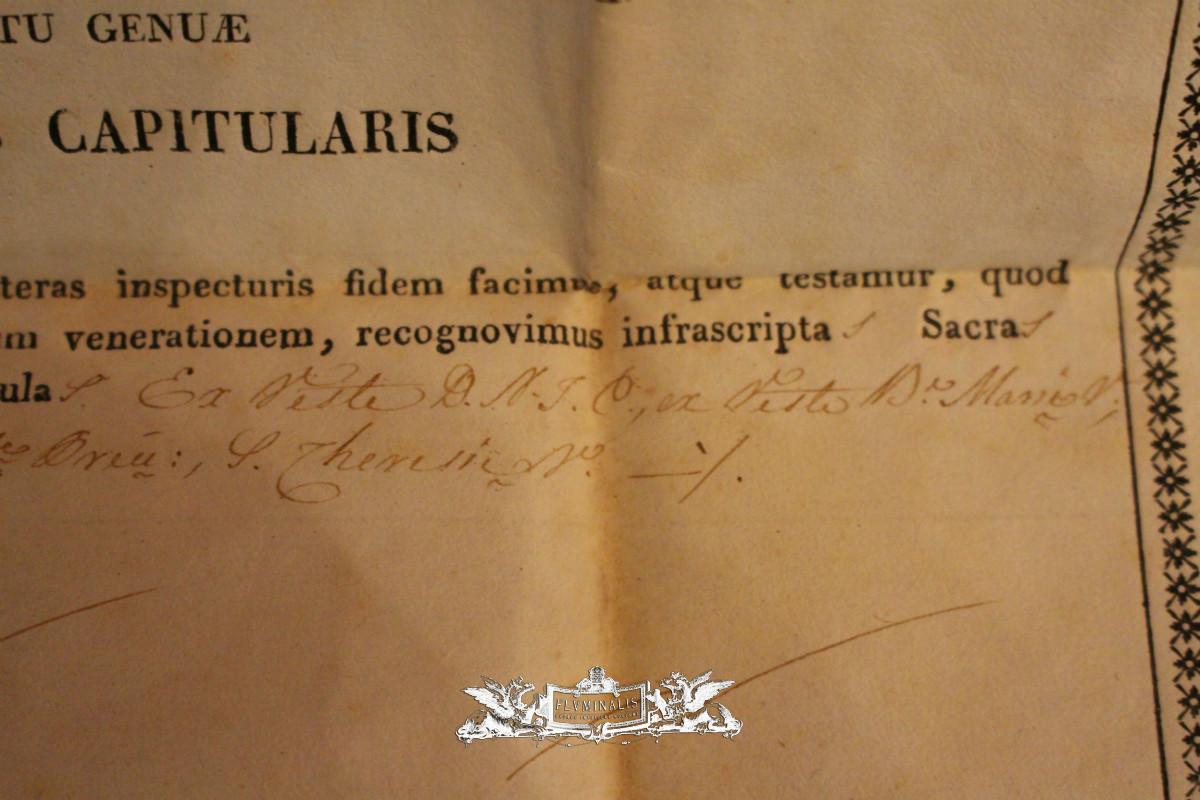 TU GENUÆ
CAPITULARIS
teras inspecturis fidem facimus, atque testamur, quod
m venerationem, recognovimus infrascripta s Sacra s
ula s. Ex Veste D. N. J. C., ex Veste B.æ Mariæ V.,
S. Theresiæ V. —/.
FLVMINALIS